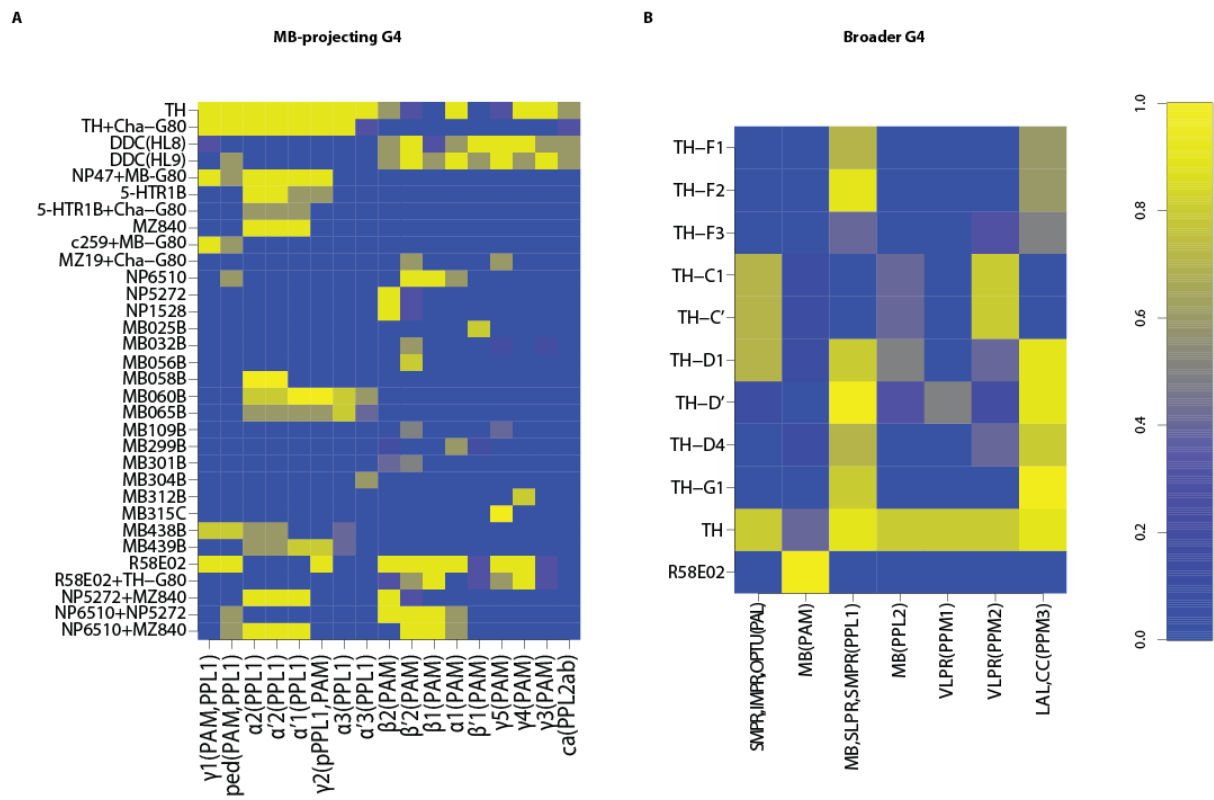 A
MB-projecting G4
TH
TH+Cha−G80
DDC(HL8)
DDC(HL9)
NP47+MB-G80
5-HTR1B
5-HTR1B+Cha−G80
MZ840
c259+MB−G80
MZ19+Cha−G80
NP6510
NP5272
NP1528
MB025B
MB032B
MB056B
MB058B
MB060B
MB065B
MB109B
MB299B
MB301B
MB304B
MB312B
MB315C
MB438B
MB439B
R58E02
R58E02+TH−G80
NP5272+MZ840
NP6510+NP5272
NP6510+MZ840
γ1(PAM,PPL1)
ped(PAM,PPL1)
α2(PPL1)
α′2(PPL1)
α′1(PPL1)
γ2(pPPL1,PAM)
α3(PPL1)
α′3(PPL1)
β2(PAM)
β′2(PAM)
β1(PAM)
α1(PAM)
β′1(PAM)
γ5(PAM)
γ4(PAM)
γ3(PAM)
ca(PPL2ab)
B
Broader G4
TH−F1
TH−F2
TH−F3
TH−C1
TH−C′
TH−D1
TH−D′
TH−D4
TH−G1
TH
R58E02
SMPR,IMPR,OPTU(PAL)
MB(PAM)
MB,SLPR,SMPR(PPL1)
MB(PPL2)
VLPR(PPM1)
VLPR(PPM2)
LAL,CC(PPM3)
1.0
0.8
0.6
0.4
0.2
0.0